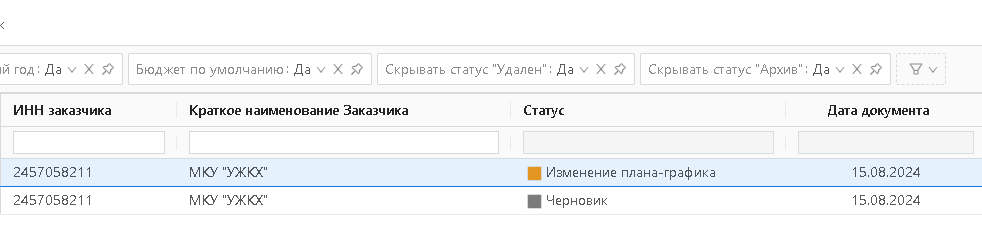 й год: Да Бюджет по умолчанию: Да Скрывать статус "Удален": Да Скрывать статус "Архив": Да
ИНН заказчика Краткое наименование Заказчика Статус Дата документа
2457058211 МКУ "УЖКХ" Изменение плана-графика 15.08.2024
2457058211 МКУ "УЖКХ" Черновик 15.08.2024